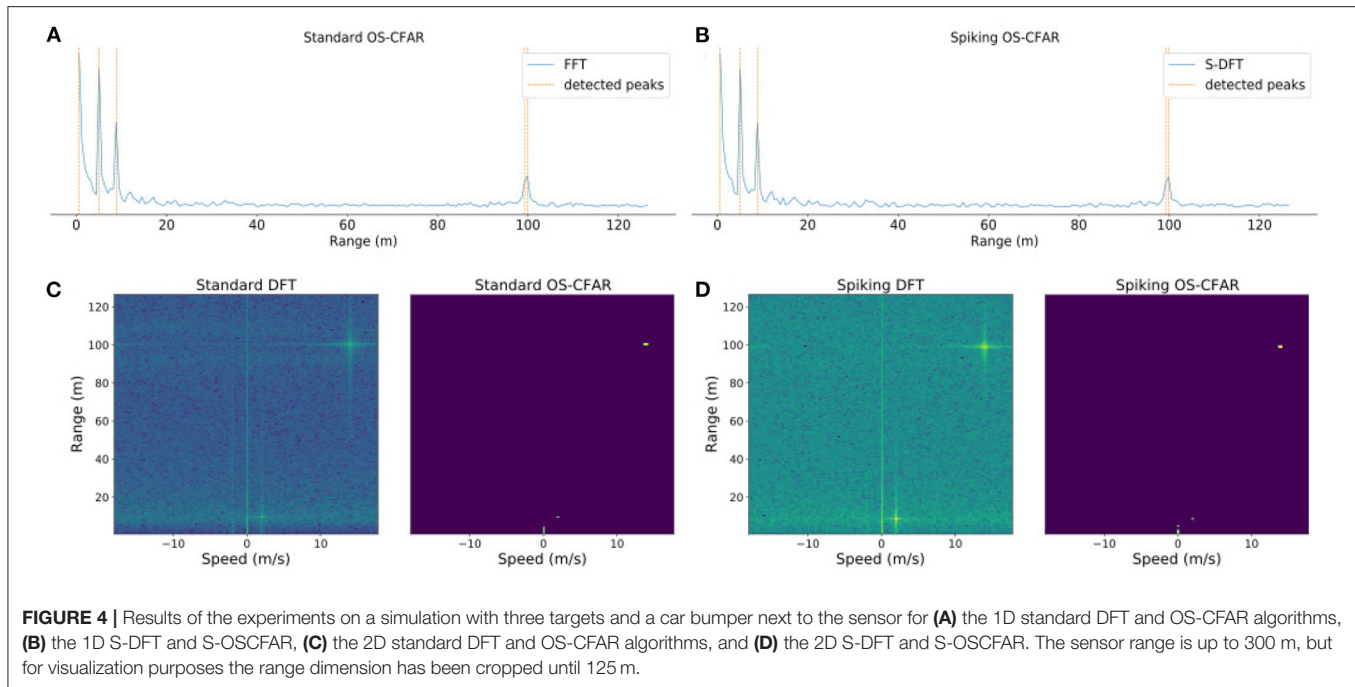 A
Standard OS-CFAR
FFT
detected peaks
0 20 40 60 80 100 120
Range (m)
B
Spiking OS-CFAR
S-DFT
detected peaks
0 20 40 60 80 100 120
Range (m)
C
Standard DFT
Range (m)
120
100
80
60
40
20
−10 0 10
Speed (m/s)
Standard OS-CFAR
−10 0 10
Speed (m/s)
D
Spiking DFT
Range (m)
120
100
80
60
40
20
−10 0 10
Speed (m/s)
Spiking OS-CFAR
−10 0 10
Speed (m/s)
FIGURE 4 | Results of the experiments on a simulation with three targets and a car bumper next to the sensor for (A) the 1D standard DFT and OS-CFAR algorithms,
(B) the 1D S-DFT and S-OSCFAR, (C) the 2D standard DFT and OS-CFAR algorithms, and (D) the 2D S-DFT and S-OSCFAR. The sensor range is up to 300 m, but
for visualization purposes the range dimension has been cropped until 125 m.